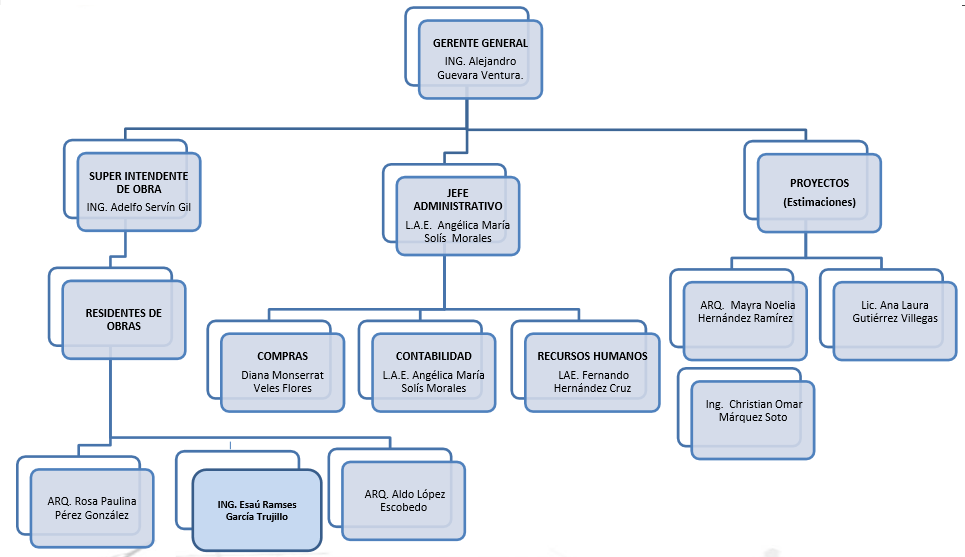 GERENTE GENERAL
ING. Alejandro
Guevara Ventura.
SUPER INTENDENTE
DE OBRA
ING. Adelfo Servín Gil
JEFE
ADMINISTRATIVO
L.A.E. Angélica María
Solís Morales
PROYECTOS
(Estimaciones)
RESIDENTES DE
OBRAS
COMPRAS
Diana Monserrat
Veles Flores
CONTABILIDAD
L.A.E. Angélica María
Solís Morales
RECURSOS HUMANOS
LAE. Fernando
Hernández Cruz
ARQ. Mayra Noelia
Hernández Ramírez
Lic. Ana Laura
Gutiérrez Villegas
Ing. Christian Omar
Márquez Soto
ARQ. Rosa Paulina
Pérez González
ING. Esaú Ramses
García Trujillo
ARQ. Aldo López
Escobedo